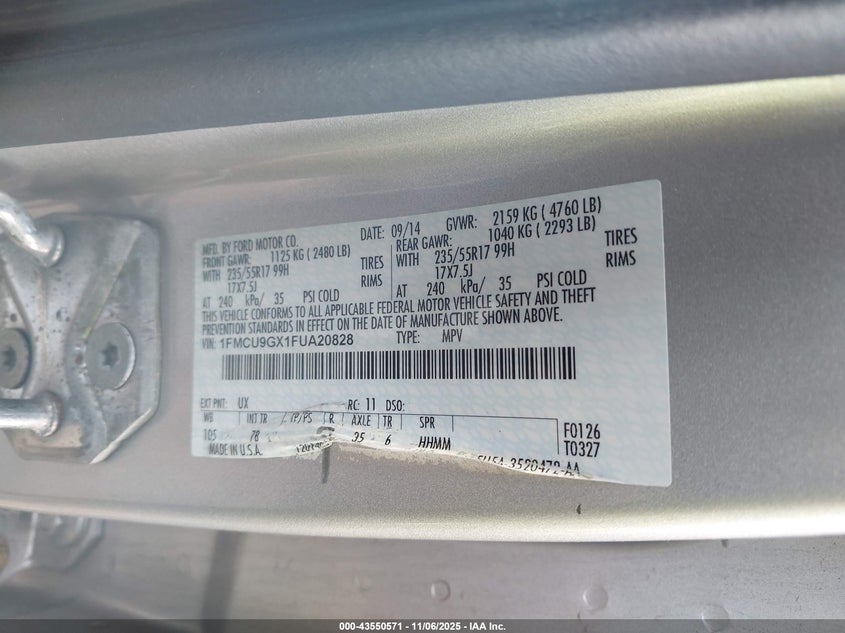 MFD. BY FORD MOTOR CO.
DATE: 09/14 GVWR: 2159 KG ( 4760 LB)
FRONT GAWR: 1125 KG ( 2480 LB) REAR GAWR: 1040 KG ( 2293 LB)
WITH 235/55R17 99H TIRES WITH 235/55R17 99H TIRES
17X7.5J RIMS 17X7.5J RIMS
AT 240 kPa/ 35 PSI COLD AT 240 kPa/ 35 PSI COLD
THIS VEHICLE CONFORMS TO ALL APPLICABLE FEDERAL MOTOR VEHICLE SAFETY AND THEFT
PREVENTION STANDARDS IN EFFECT ON THE DATE OF MANUFACTURE SHOWN ABOVE.
VIN: 1FMCU9GX1FUA20828 TYPE: MPV
EXT PNT: UX RC: 11 DSO:
WB INT TR TP/PS R AXLE TR SPR
105 78 35 6 HHMM
F0126
T0327
MADE IN U.S.A.
3520472-AA
000-43550571 - 11/06/2025 - IAA Inc.